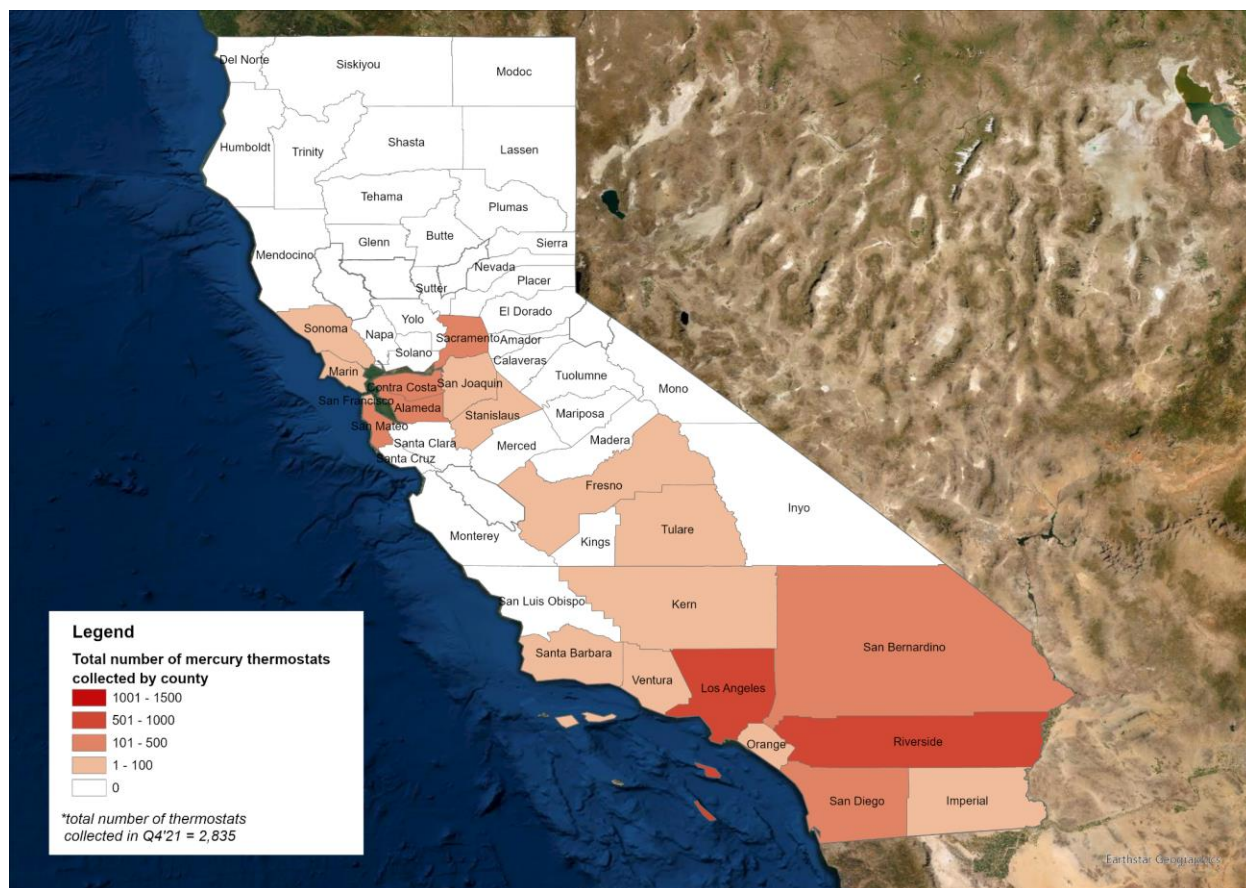 Del Norte
Siskiyou
Modoc
Humboldt
Trinity
Shasta
Lassen
Tehama
Plumas
Butte
Glenn
Sierra
Mendocino
Nevada
Placer
Sutter
El Dorado
Yolo
Sonoma
Napa
Sacramento
Amador
Solano
Calaveras
Marin
San Joaquin
Tuolumne
Mono
Contra Costa
San Francisco
Alameda
Stanislaus
Mariposa
San Mateo
Santa Clara
Merced
Madera
Santa Cruz
Fresno
Inyo
Tulare
Monterey
Kings
San Luis Obispo
Kern
Santa Barbara
San Bernardino
Ventura
Los Angeles
Orange
Riverside
San Diego
Imperial
Legend
Total number of mercury thermostats
collected by county
1001 - 1500
501 - 1000
101 - 500
1 - 100
0
*total number of thermostats
collected in Q4'21 = 2,835
Earthstar Geographics